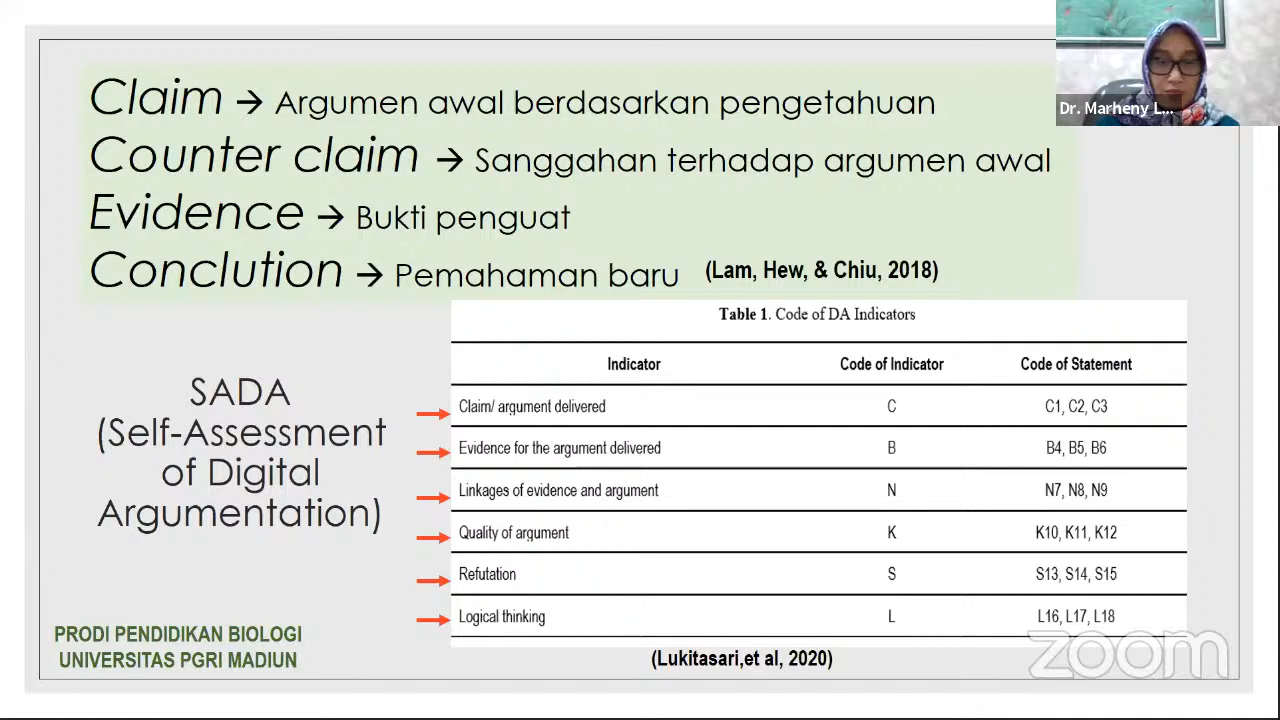 Claim → Argumen awal berdasarkan pengetahuan
Counter claim → Sanggahan terhadap argumen awal
Evidence → Bukti penguat
Conclution → Pemahaman baru (Lam, Hew, & Chiu, 2018)
Dr. Marheny L...
Table 1. Code of DA Indicators
Indicator Code of Indicator Code of Statement
Claim/ argument delivered C C1, C2, C3
Evidence for the argument delivered B B4, B5, B6
Linkages of evidence and argument N N7, N8, N9
Quality of argument K K10, K11, K12
Refutation S S13, S14, S15
Logical thinking L L16, L17, L18
(Lukitasari,et al, 2020)
SADA
(Self-Assessment
of Digital
Argumentation)
PRODI PENDIDIKAN BIOLOGI
UNIVERSITAS PGRI MADIUN
zoom